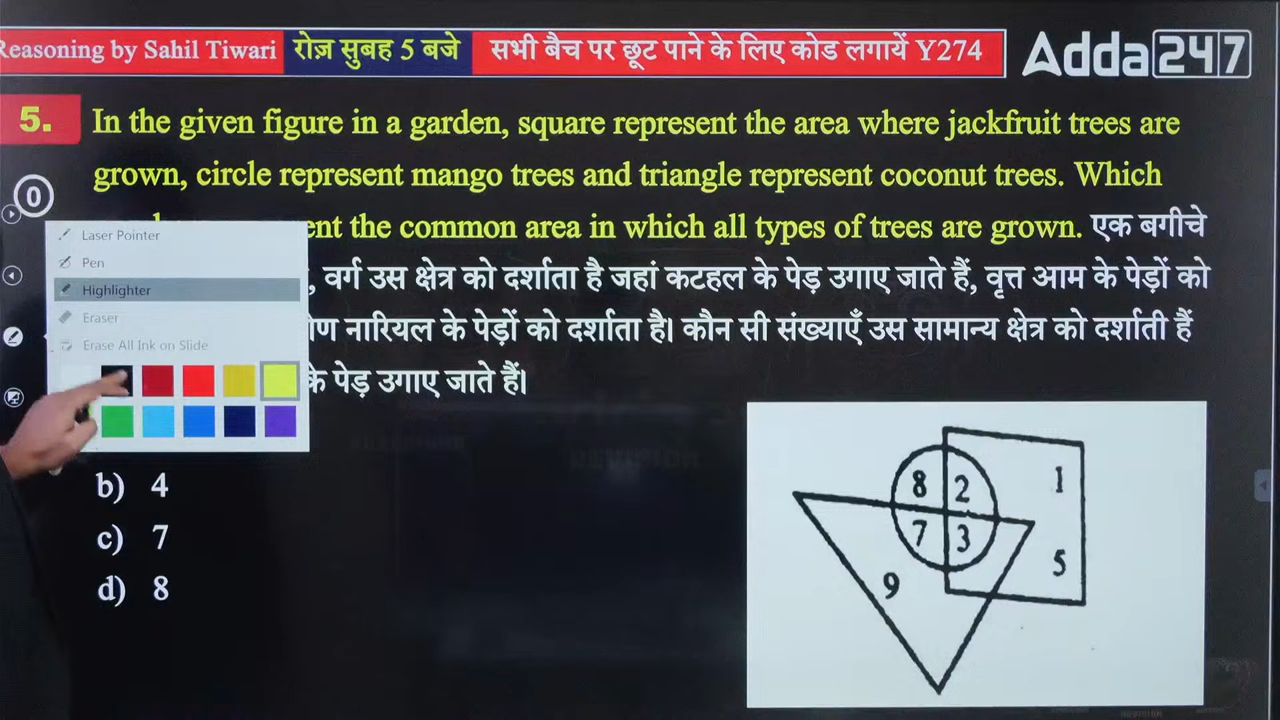 Reasoning by Sahil Tiwari रोज़ सुबह 5 बजे सभी बैच पर छूट पाने के लिए कोड लगायें Y274 Adda 247
5. In the given figure in a garden, square represent the area where jackfruit trees are
grown, circle represent mango trees and triangle represent coconut trees. Which
the common area in which all types of trees are grown. एक बगीचे
, वर्ग उस क्षेत्र को दर्शाता है जहां कटहल के पेड़ उगाए जाते हैं, वृत्त आम के पेड़ों को
नारियल के पेड़ों को दर्शाता है। कौन सी संख्याएँ उस सामान्य क्षेत्र को दर्शाती हैं
के पेड़ उगाए जाते हैं।
0
Laser Pointer
Pen
Highlighter
Eraser
Erase All Ink on Slide
b) 4
c) 7
d) 8
8 2 1
7 3
5
9